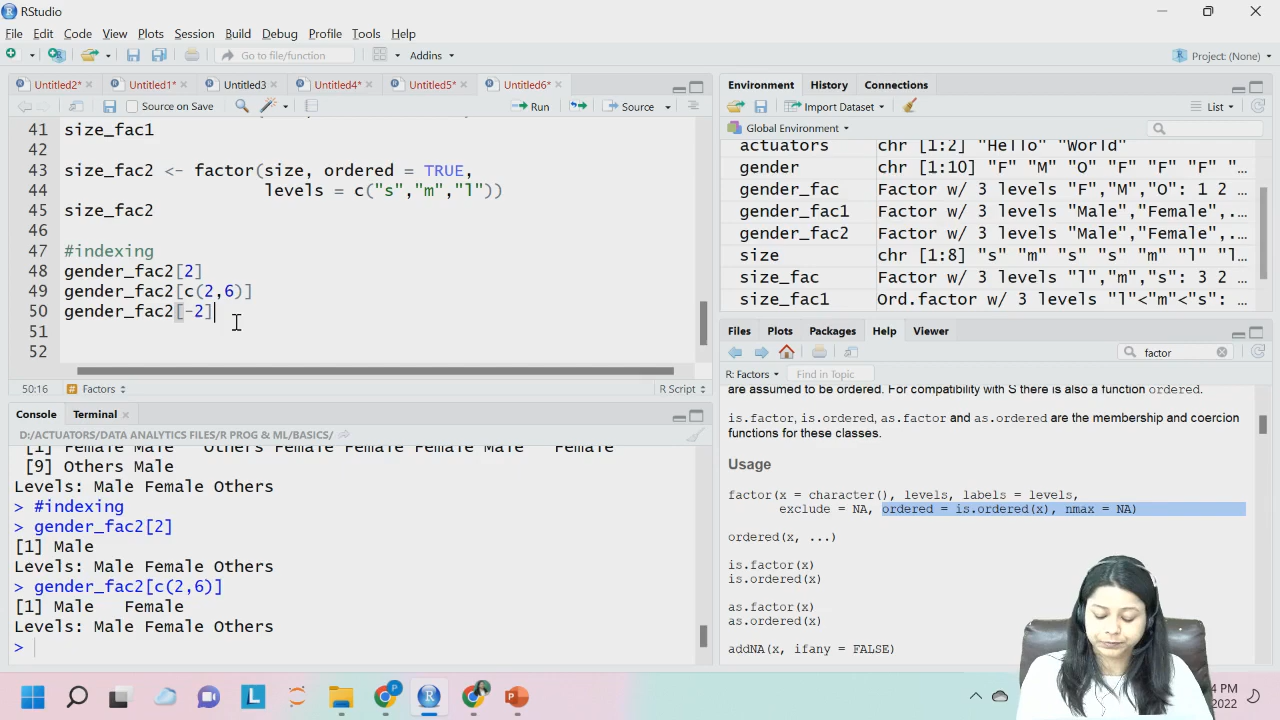 RStudio
File Edit Code View Plots Session Build Debug Profile Tools Help
Go to file/function Addins Project: (None)
Untitled2* Untitled1* Untitled3 Untitled4* Untitled5* Untitled6*
Source on Save Run Source
41 size_fac1
42
43 size_fac2 <- factor(size, ordered = TRUE,
44 levels = c("s","m","l"))
45 size_fac2
46
47 #indexing
48 gender_fac2[2]
49 gender_fac2[c(2,6)]
50 gender_fac2[-2]
51
52
50:16 # Factors R Script
Console Terminal
D:/ACTUATORS/DATA ANALYTICS FILES/R PROG & ML/BASICS/
[1] Female Male Others Female Female Female Male Female
[9] Others Male
Levels: Male Female Others
> #indexing
> gender_fac2[2]
[1] Male
Levels: Male Female Others
> gender_fac2[c(2,6)]
[1] Male Female
Levels: Male Female Others
>
Environment History Connections
Import Dataset List
Global Environment
actuators chr [1:2] "Hello" "World"
gender chr [1:10] "F" "M" "O" "F" "F" "F" "…
gender_fac Factor w/ 3 levels "F","M","O": 1 2 …
gender_fac1 Factor w/ 3 levels "Male","Female",.…
gender_fac2 Factor w/ 3 levels "Male","Female",.…
size chr [1:8] "s" "m" "s" "s" "m" "l" "l…
size_fac Factor w/ 3 levels "l","m","s": 3 2 …
size_fac1 Ord.factor w/ 3 levels "l"<"m"<"s": …
Files Plots Packages Help Viewer
factor
R: Factors Find in Topic
are assumed to be ordered. For compatibility with S there is also a function ordered.
is.factor, is.ordered, as.factor and as.ordered are the membership and coercion
functions for these classes.
Usage
factor(x = character(), levels, labels = levels,
exclude = NA, ordered = is.ordered(x), nmax = NA)
ordered(x, ...)
is.factor(x)
is.ordered(x)
as.factor(x)
as.ordered(x)
addNA(x, ifany = FALSE)
L
P
4 PM
2022